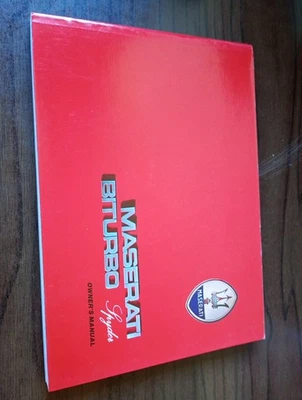 MASERATI
MASERATI
BITURBO
Spyder
OWNER'S MANUAL